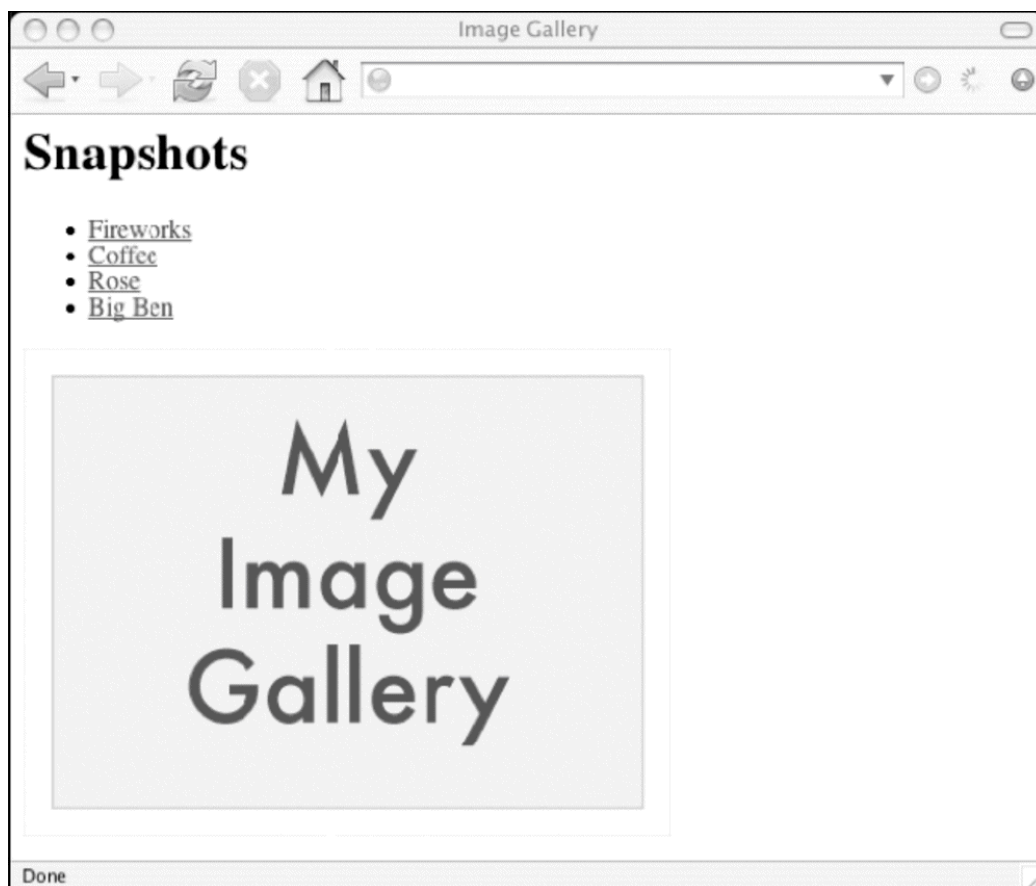 Image Gallery
Snapshots
Fireworks
Coffee
Rose
Big Ben
My
Image
Gallery
Done